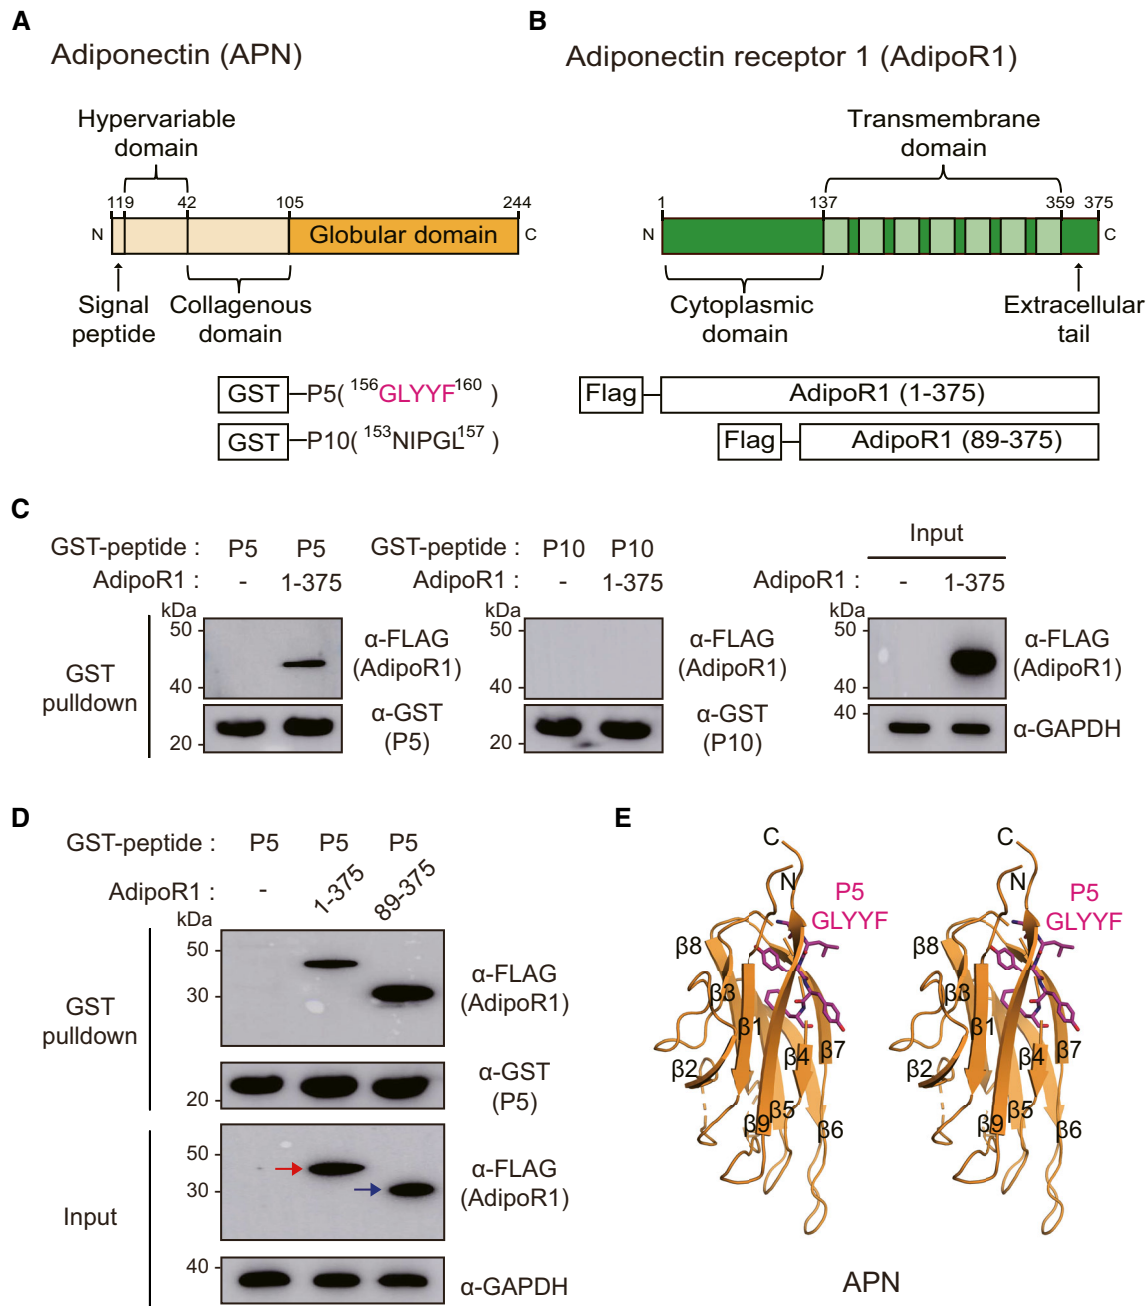 A
Adiponectin (APN)
Hypervariable
domain
1 19 42 105 244
N Globular domain C
Signal
peptide
Collagenous
domain
GST P5( 156GLYYF160 )
GST P10( 153NIPGL157 )
B
Adiponectin receptor 1 (AdipoR1)
Transmembrane
domain
1 137 359 375
N C
Cytoplasmic
domain
Extracellular
tail
Flag AdipoR1 (1-375)
Flag AdipoR1 (89-375)
C
GST-peptide : P5 P5
AdipoR1 : - 1-375
kDa
50
40
20
GST
pulldown
α-FLAG
(AdipoR1)
α-GST
(P5)
GST-peptide : P10 P10
AdipoR1 : - 1-375
kDa
50
40
20
α-FLAG
(AdipoR1)
α-GST
(P10)
Input
AdipoR1 : - 1-375
kDa
50
40
40
α-FLAG
(AdipoR1)
α-GAPDH
D
GST-peptide : P5 P5 P5
AdipoR1 : - 1-375 89-375
kDa
50
30
20
GST
pulldown
α-FLAG
(AdipoR1)
α-GST
(P5)
50
30
40
Input
α-FLAG
(AdipoR1)
α-GAPDH
E
C
N
P5
GLYYF
β8
β3
β1
β2
β4
β7
β5
β9
β6
C
N
P5
GLYYF
β8
β3
β1
β2
β4
β7
β5
β9
β6
APN